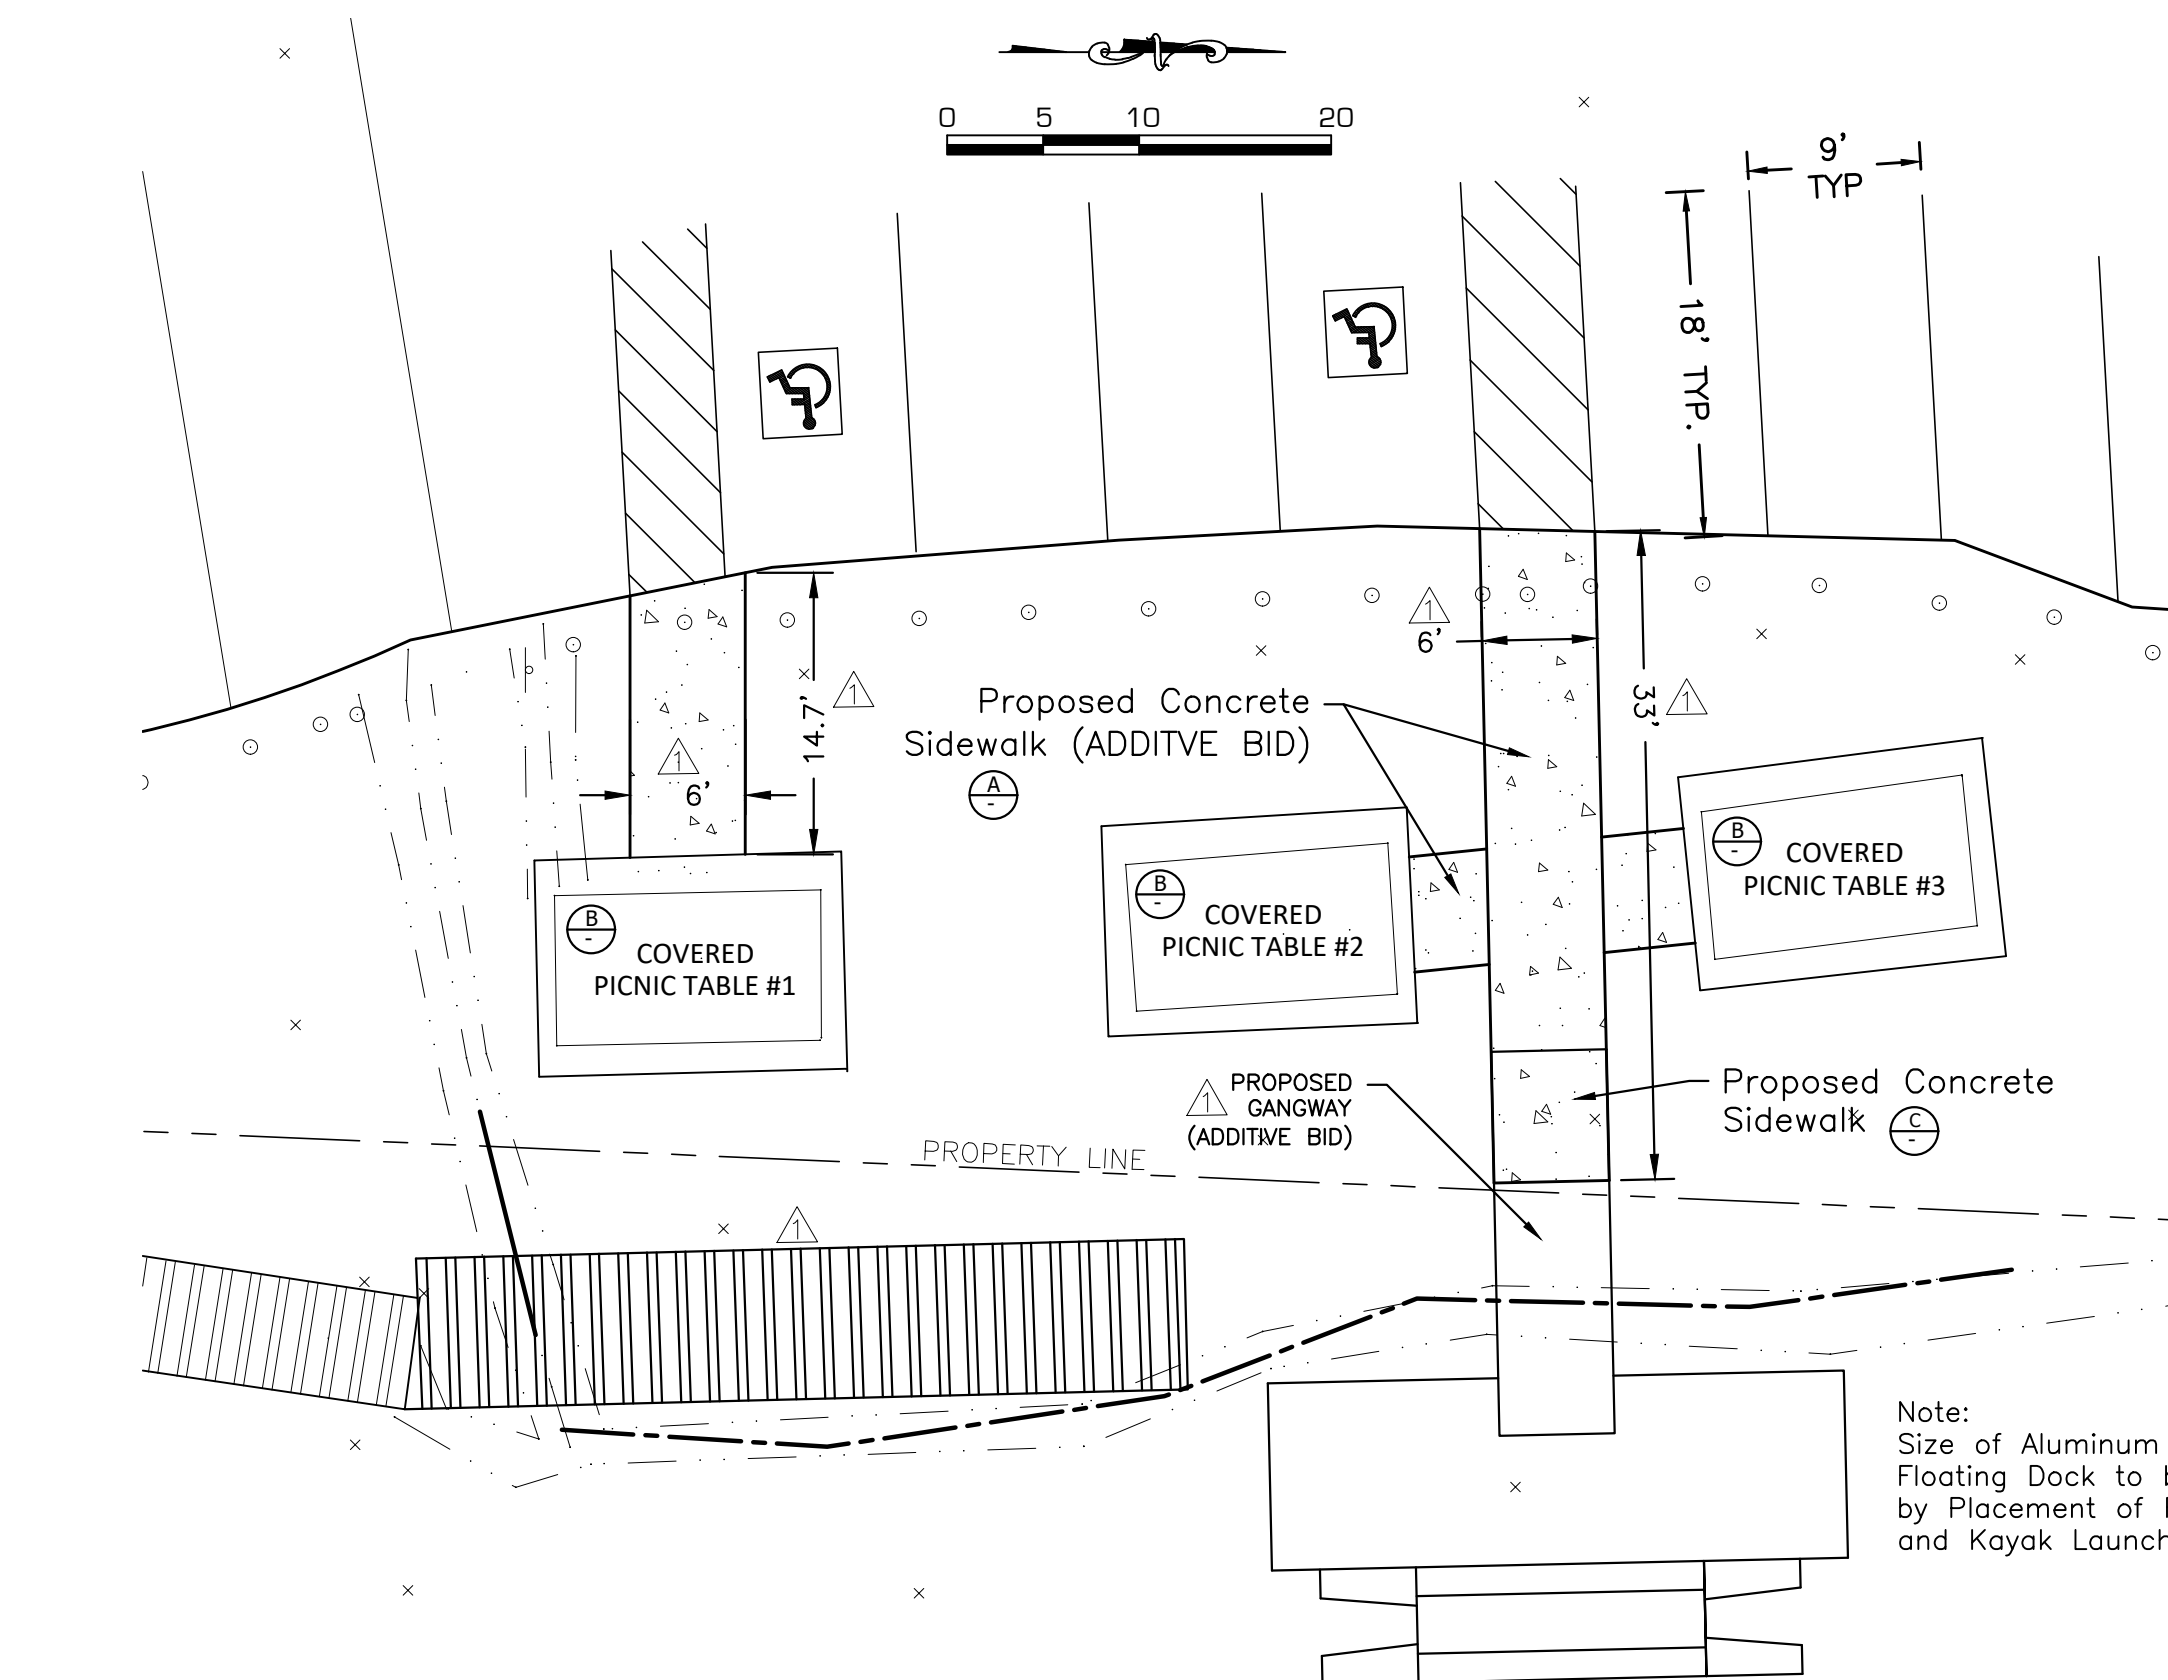 0 5 10 20
9'
TYP
18' TYP.
1
6'
33'
1
14.7'
1
Proposed Concrete
Sidewalk (ADDITVE BID)
A
-
1
6'
B
-
COVERED
PICNIC TABLE #1
B
-
COVERED
PICNIC TABLE #2
B
-
COVERED
PICNIC TABLE #3
1
PROPOSED
GANGWAY
(ADDITIVE BID)
Proposed Concrete
Sidewalk
C
-
PROPERTY LINE
1
Note:
Size of Aluminum
Floating Dock to
by Placement of
and Kayak Launch